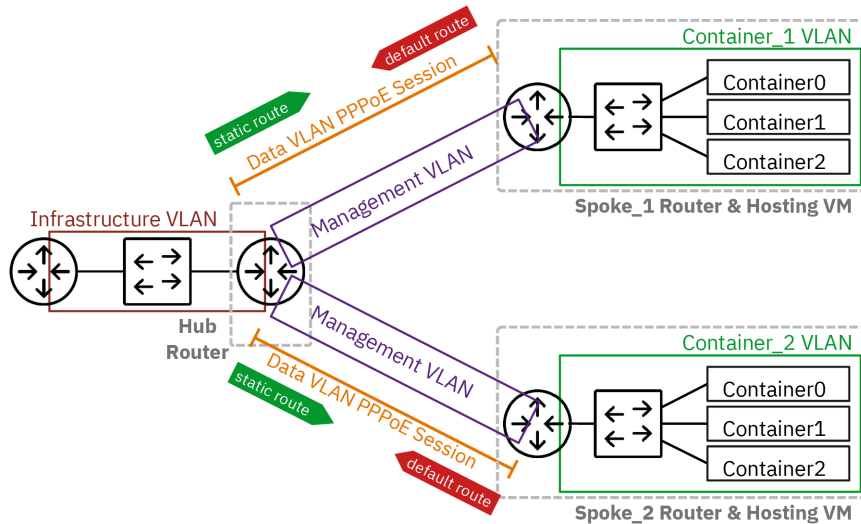 default route
Data VLAN PPPoE Session
static route
Management VLAN
Container_1 VLAN
Container0
Container1
Container2
Spoke_1 Router & Hosting VM
Infrastructure VLAN
Hub
Router
Management VLAN
Data VLAN PPPoE Session
static route
default route
Container_2 VLAN
Container0
Container1
Container2
Spoke_2 Router & Hosting VM